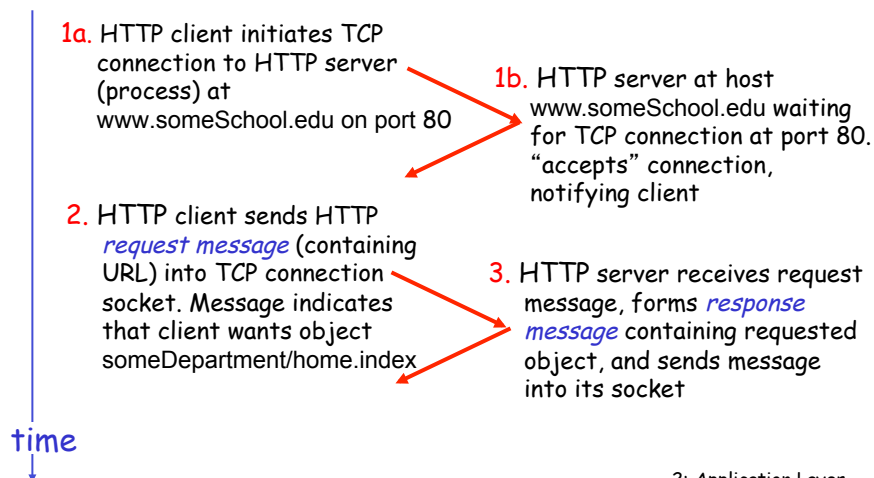 1a. HTTP client initiates TCP
connection to HTTP server
(process) at
www.someSchool.edu on port 80
1b. HTTP server at host
www.someSchool.edu waiting
for TCP connection at port 80.
“accepts” connection,
notifying client
2. HTTP client sends HTTP
request message (containing
URL) into TCP connection
socket. Message indicates
that client wants object
someDepartment/home.index
3. HTTP server receives request
message, forms response
message containing requested
object, and sends message
into its socket
time
2: Application Layer